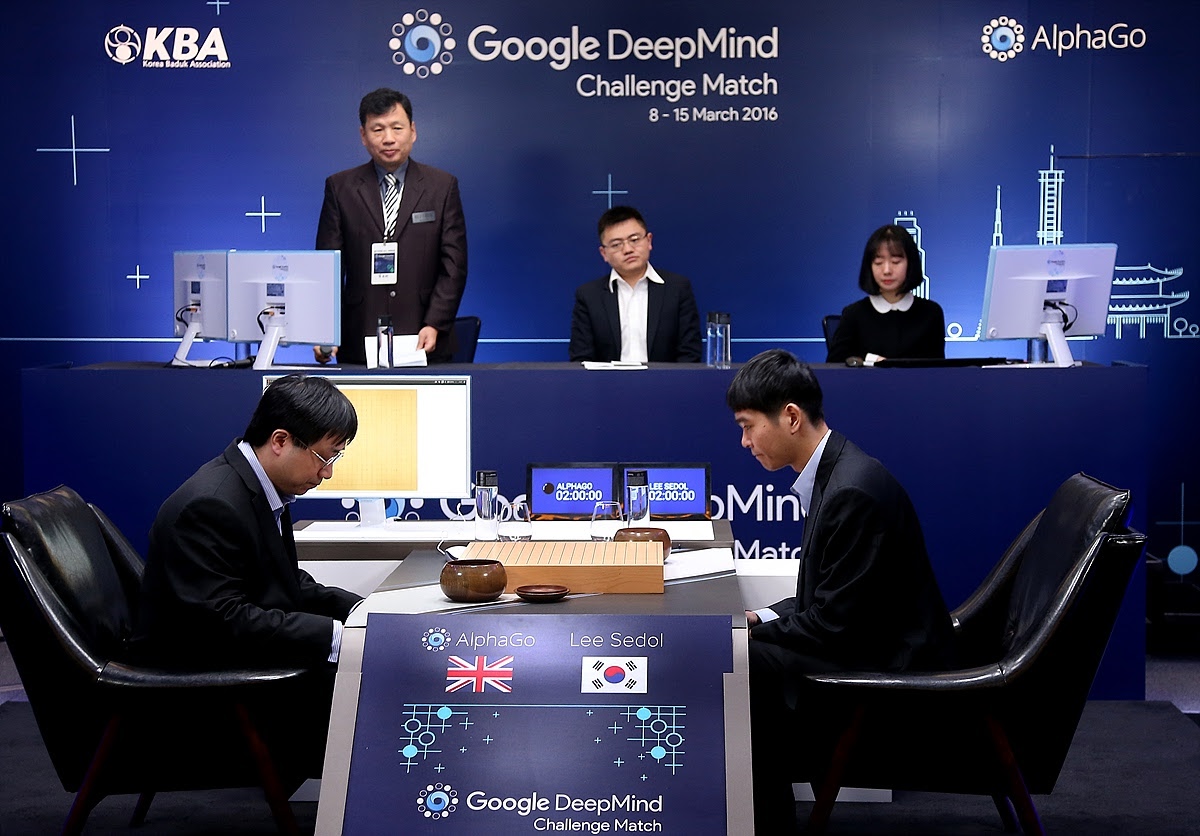 KBA
Korea Baduk Association
Google DeepMind
Challenge Match
8 - 15 March 2016
AlphaGo
ALPHAGO
02:00:00
LEE SEDOL
02:00:00
AlphaGo
Lee Sedol
Google DeepMind
Challenge Match